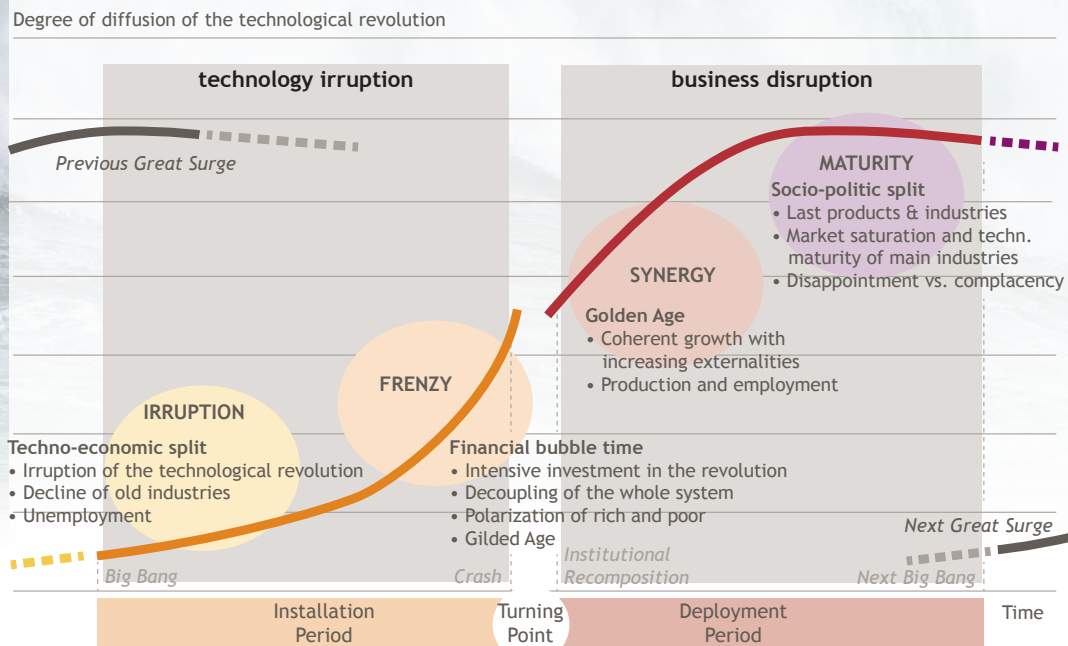 Degree of diffusion of the technological revolution
technology irruption
business disruption
Previous Great Surge
MATURITY
Socio-politic split
• Last products & industries
• Market saturation and techn.
maturity of main industries
• Disappointment vs. complacency
SYNERGY
Golden Age
• Coherent growth with
increasing externalities
• Production and employment
FRENZY
IRRUPTION
Techno-economic split
• Irruption of the technological revolution
• Decline of old industries
• Unemployment
Financial bubble time
• Intensive investment in the revolution
• Decoupling of the whole system
• Polarization of rich and poor
• Gilded Age
Next Great Surge
Big Bang
Crash
Institutional
Recomposition
Next Big Bang
Installation
Period
Turning
Point
Deployment
Period
Time